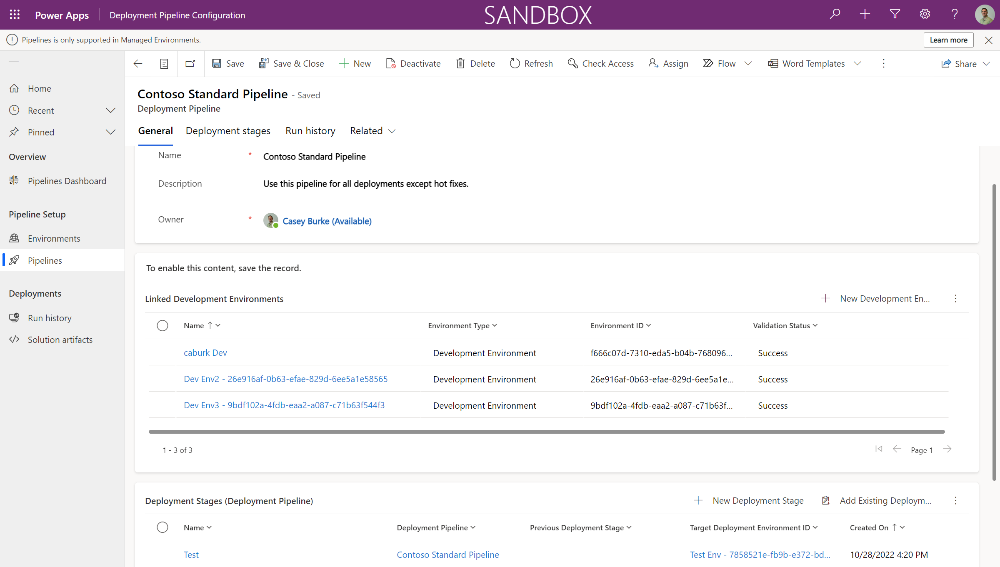 Power Apps
Deployment Pipeline Configuration
SANDBOX
Pipelines is only supported in Managed Environments.
Learn more
Save
Save & Close
New
Deactivate
Delete
Refresh
Check Access
Assign
Flow
Word Templates
Share
Home
Recent
Pinned
Overview
Pipelines Dashboard
Pipeline Setup
Environments
Pipelines
Deployments
Run history
Solution artifacts
Contoso Standard Pipeline - Saved
Deployment Pipeline
General Deployment stages Run history Related
Name * Contoso Standard Pipeline
Description Use this pipeline for all deployments except hot fixes.
Owner * Casey Burke (Available)
To enable this content, save the record.
Linked Development Environments
New Development En...
Name Environment Type Environment ID Validation Status
caburk Dev Development Environment f666c07d-7310-eda5-b04b-768096... Success
Dev Env2 - 26e916af-0b63-efae-829d-6ee5a1e58565 Development Environment 26e916af-0b63-efae-829d-6ee5a1e... Success
Dev Env3 - 9bdf102a-4fdb-eaa2-a087-c71b63f544f3 Development Environment 9bdf102a-4fdb-eaa2-a087-c71b63f... Success
1 - 3 of 3
Page 1
Deployment Stages (Deployment Pipeline)
New Deployment Stage
Add Existing Deploym...
Name Deployment Pipeline Previous Deployment Stage Target Deployment Environment ID Created On
Test Contoso Standard Pipeline Test Env - 7858521e-fb9b-e372-bd... 10/28/2022 4:20 PM